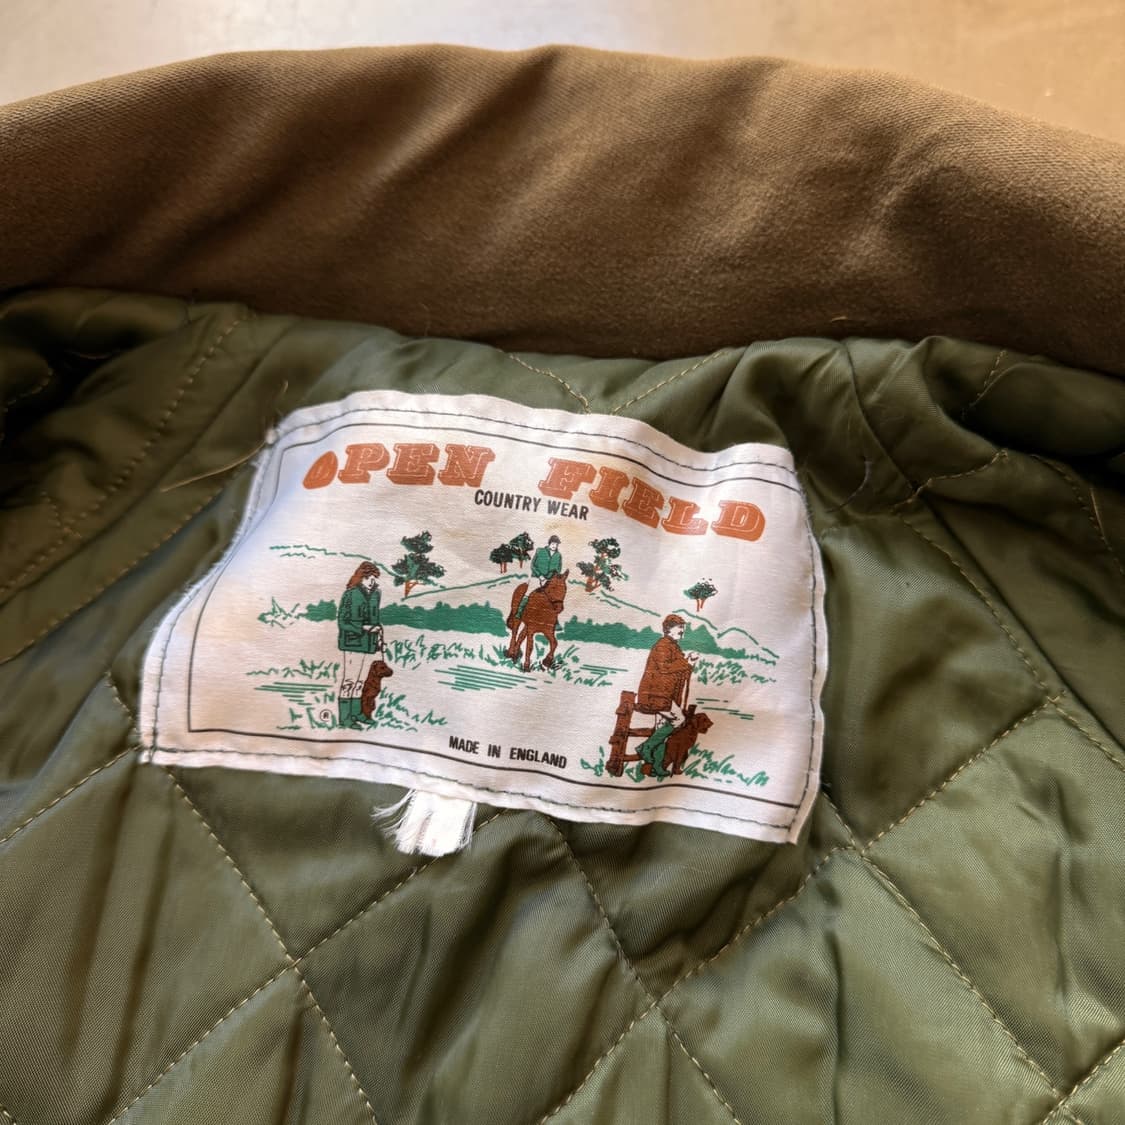 OPEN FIELD
COUNTRY WEAR
®
MADE IN ENGLAND